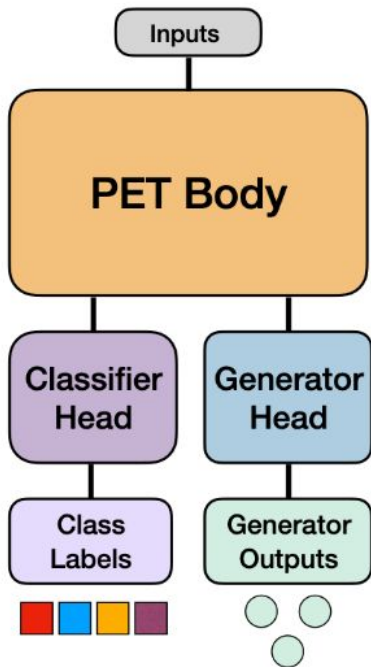 Inputs
PET Body
Classifier
Head
Generator
Head
Class
Labels
Generator
Outputs